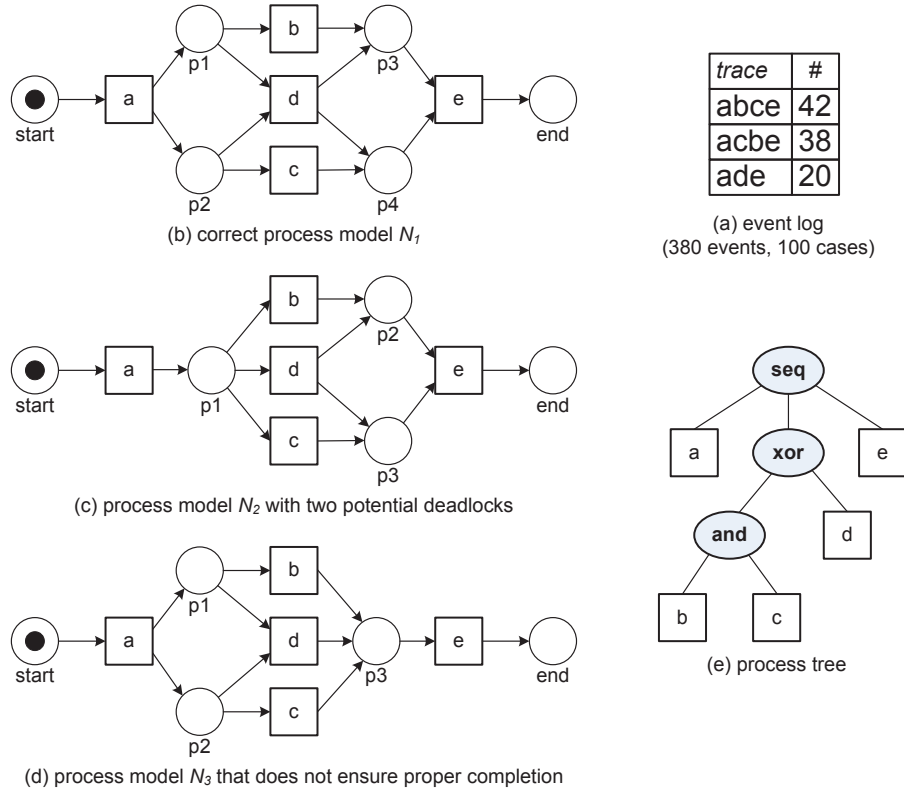 b
p1
p3
a
d
e
start
end
c
p2
p4
(b) correct process model N1
trace #
abce 42
acbe 38
ade 20
(a) event log
(380 events, 100 cases)
b
p2
a
d
e
start
p1
end
c
p3
(c) process model N2 with two potential deadlocks
b
p1
a
d
e
start
p3
end
c
p2
(d) process model N3 that does not ensure proper completion
seq
a
xor
e
and
d
b
c
(e) process tree